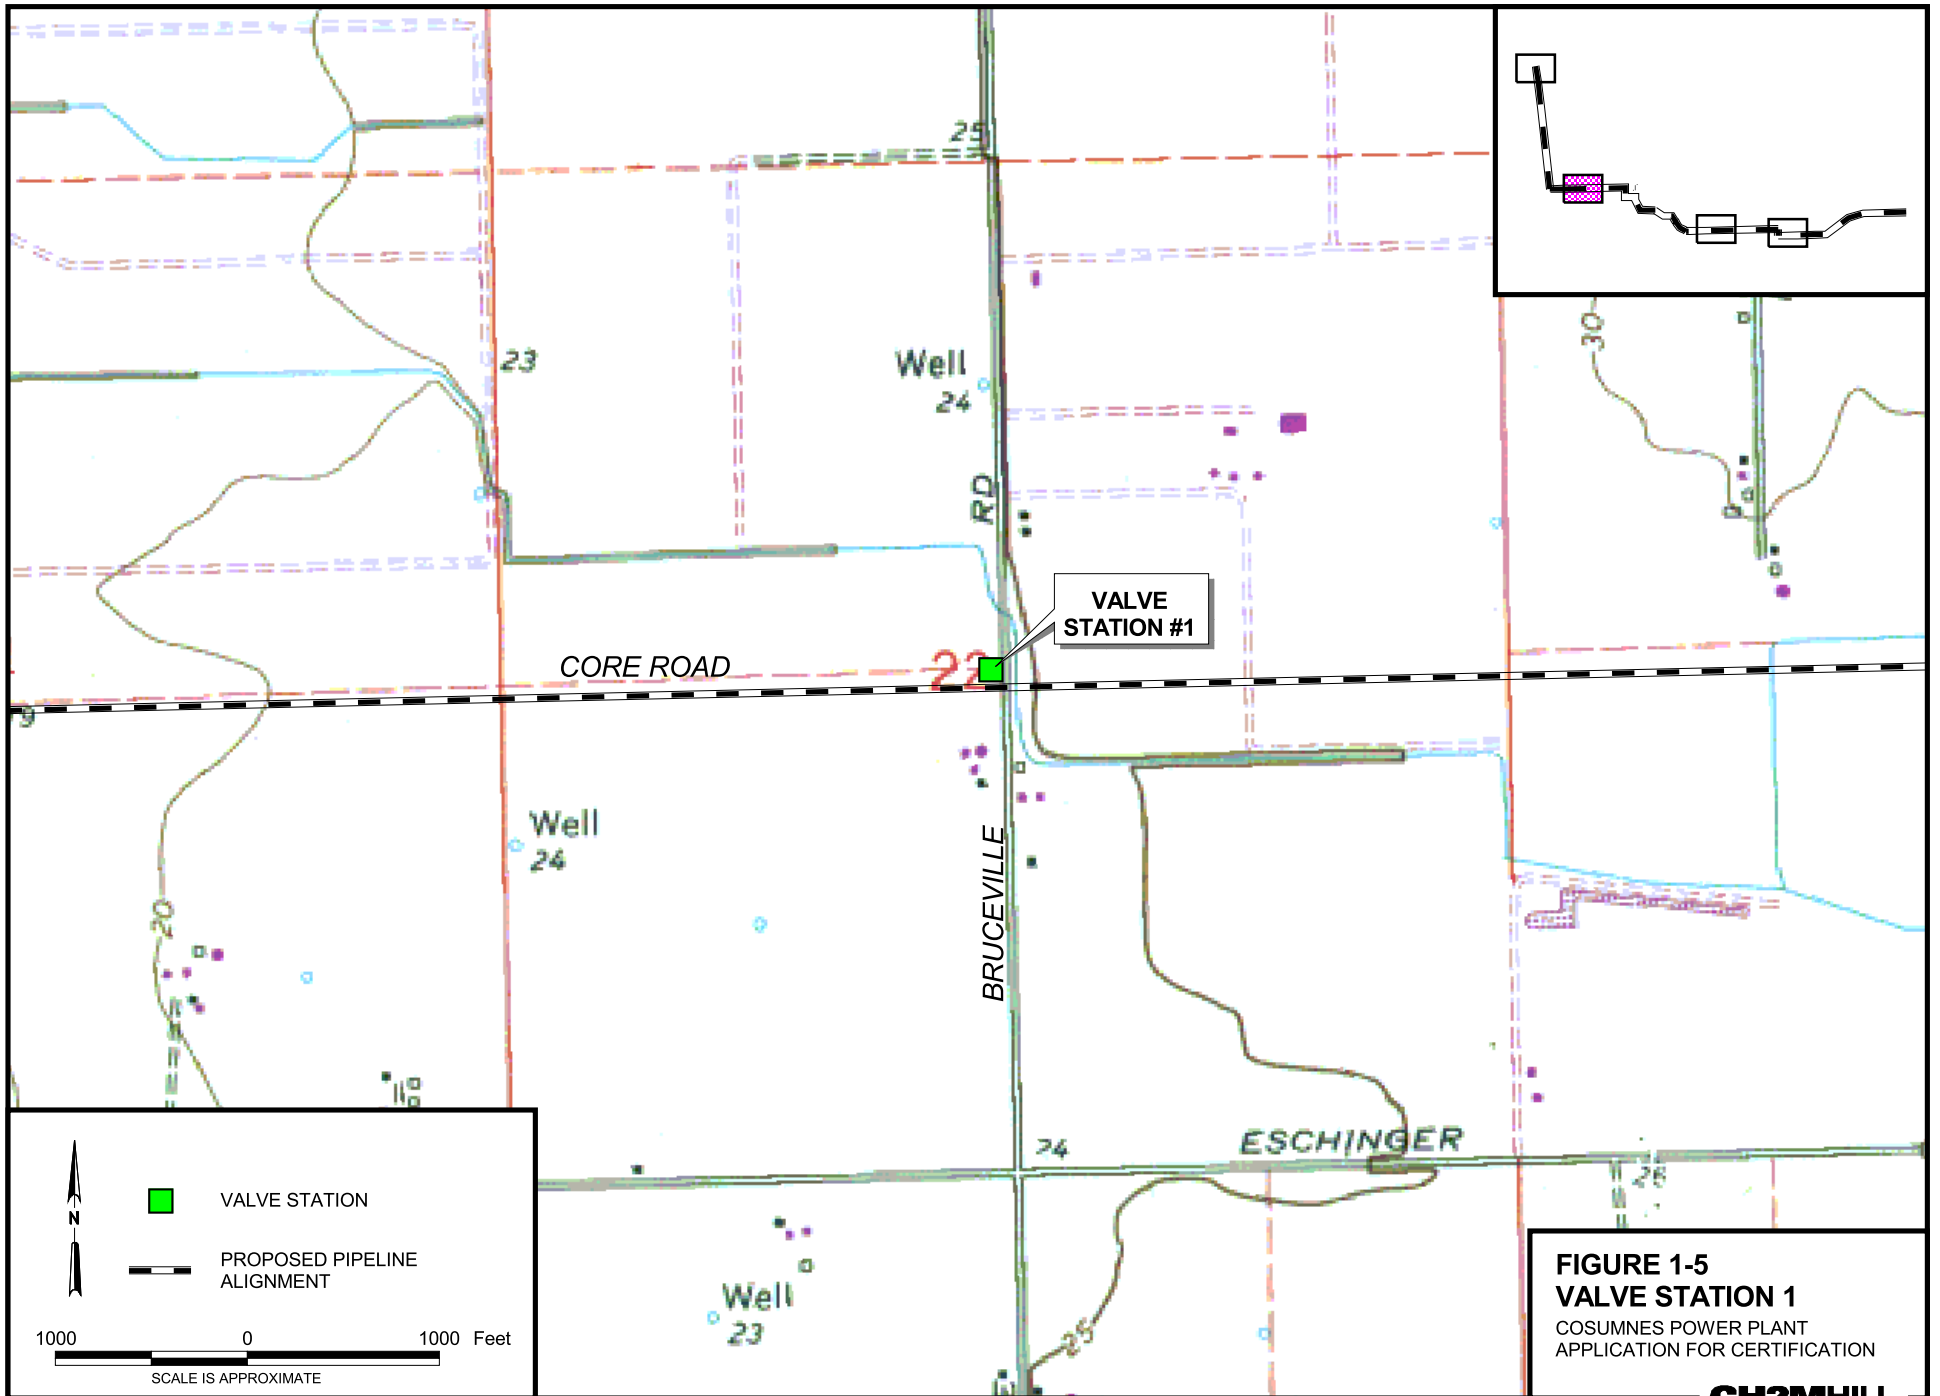 25
30
23
Well
24
RD
VALVE
STATION #1
CORE ROAD
22
9
Well
24
BRUCEVILLE
20
24
ESCHINGER
26
Well
23
25
N
VALVE STATION
PROPOSED PIPELINE
ALIGNMENT
1000 0 1000 Feet
SCALE IS APPROXIMATE
FIGURE 1-5
VALVE STATION 1
COSUMNES POWER PLANT
APPLICATION FOR CERTIFICATION
CH2MHILL